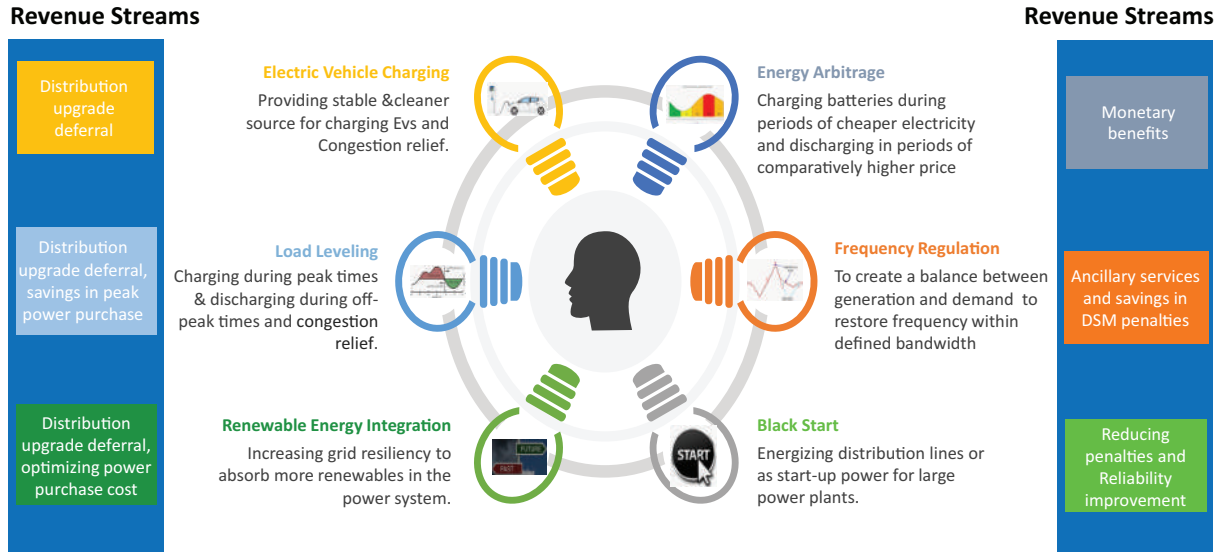 Revenue Streams
Distribution
upgrade
deferral
Distribution
upgrade deferral,
savings in peak
power purchase
Distribution
upgrade deferral,
optimizing power
purchase cost
Electric Vehicle Charging
Providing stable &cleaner
source for charging Evs and
Congestion relief.
Load Leveling
Charging during peak times
& discharging during off-
peak times and congestion
relief.
Renewable Energy Integration
Increasing grid resiliency to
absorb more renewables in the
power system.
FUTURE
PAST
Energy Arbitrage
Charging batteries during
periods of cheaper electricity
and discharging in periods of
comparatively higher price
Frequency Regulation
To create a balance between
generation and demand to
restore frequency within
defined bandwidth
START
Black Start
Energizing distribution lines or
as start-up power for large
power plants.
Revenue Streams
Monetary
benefits
Ancillary services
and savings in
DSM penalties
Reducing
penalties and
Reliability
improvement